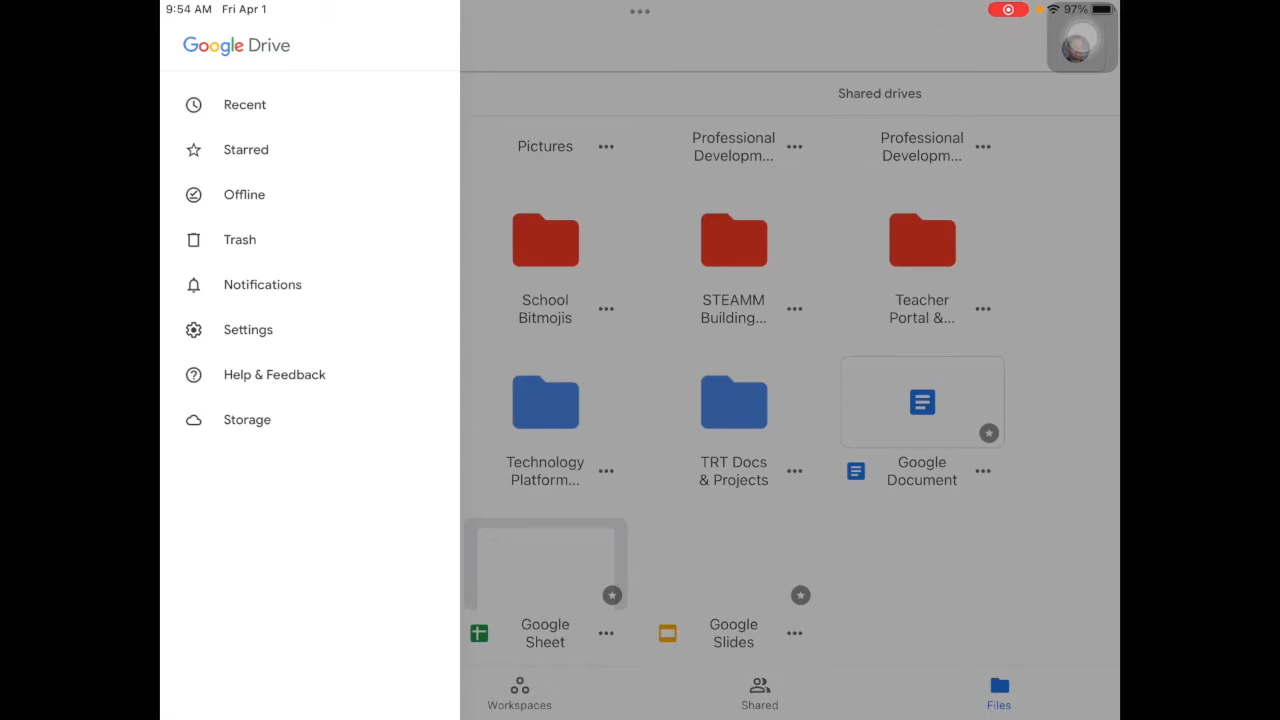 9:54 AM Fri Apr 1
97%
Google Drive
Recent
Starred
Offline
Trash
Notifications
Settings
Help & Feedback
Storage
Shared drives
Pictures
Professional
Developm...
Professional
Developm...
School
Bitmojis
STEAMM
Building...
Teacher
Portal &...
Technology
Platform...
TRT Docs
& Projects
Google
Document
Google
Sheet
Google
Slides
Workspaces
Shared
Files